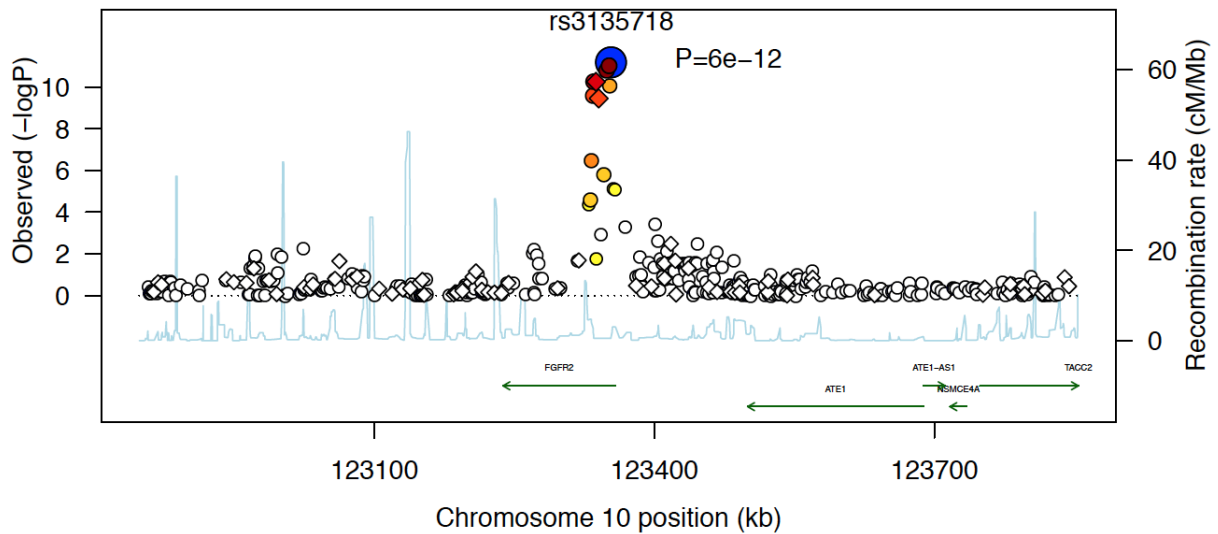 rs3135718
P=6e−12
Observed (−logP)
10
8
6
4
2
0
Recombination rate (cM/Mb)
60
40
20
0
FGFR2
ATE1−AS1
TACC2
ATE1
NSMCE4A
123100
123400
123700
Chromosome 10 position (kb)